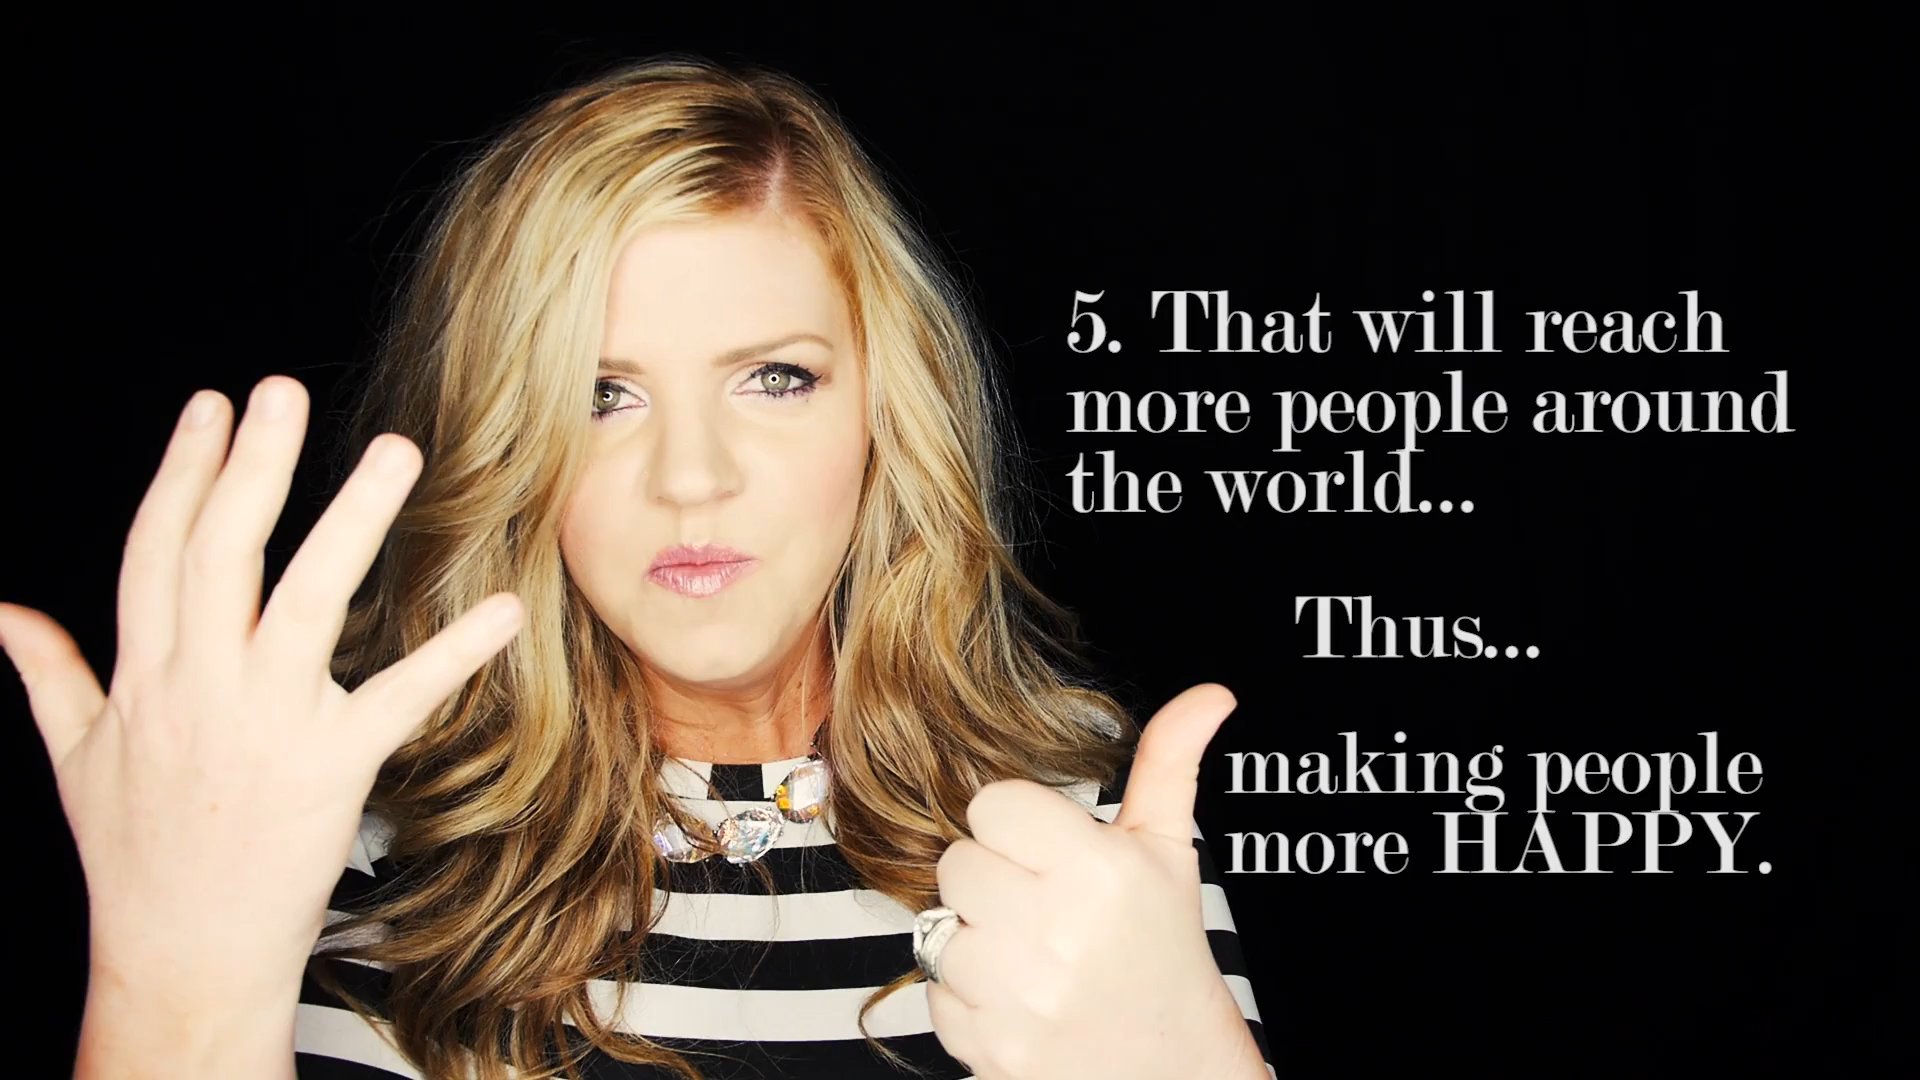 5. That will reach
more people around
the world...
Thus...
making people
more HAPPY.